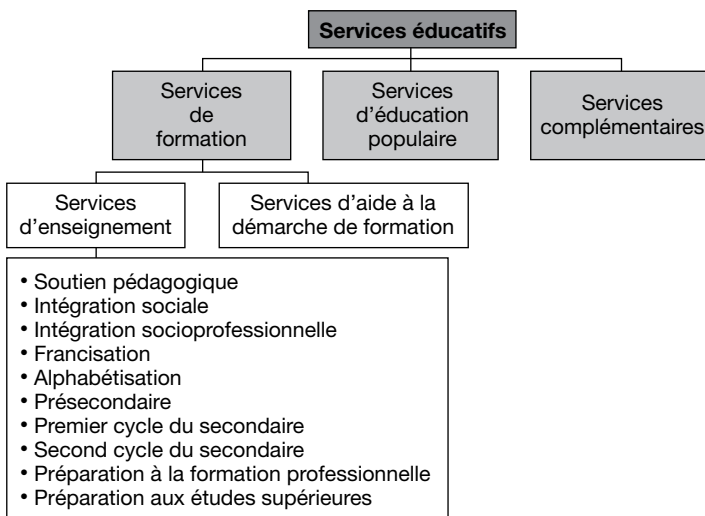 Services éducatifs
Services
de
formation
Services
d'éducation
populaire
Services
complémentaires
Services
d'enseignement
Services d'aide à la
démarche de formation
• Soutien pédagogique
• Intégration sociale
• Intégration socioprofessionnelle
• Francisation
• Alphabétisation
• Présecondaire
• Premier cycle du secondaire
• Second cycle du secondaire
• Préparation à la formation professionnelle
• Préparation aux études supérieures